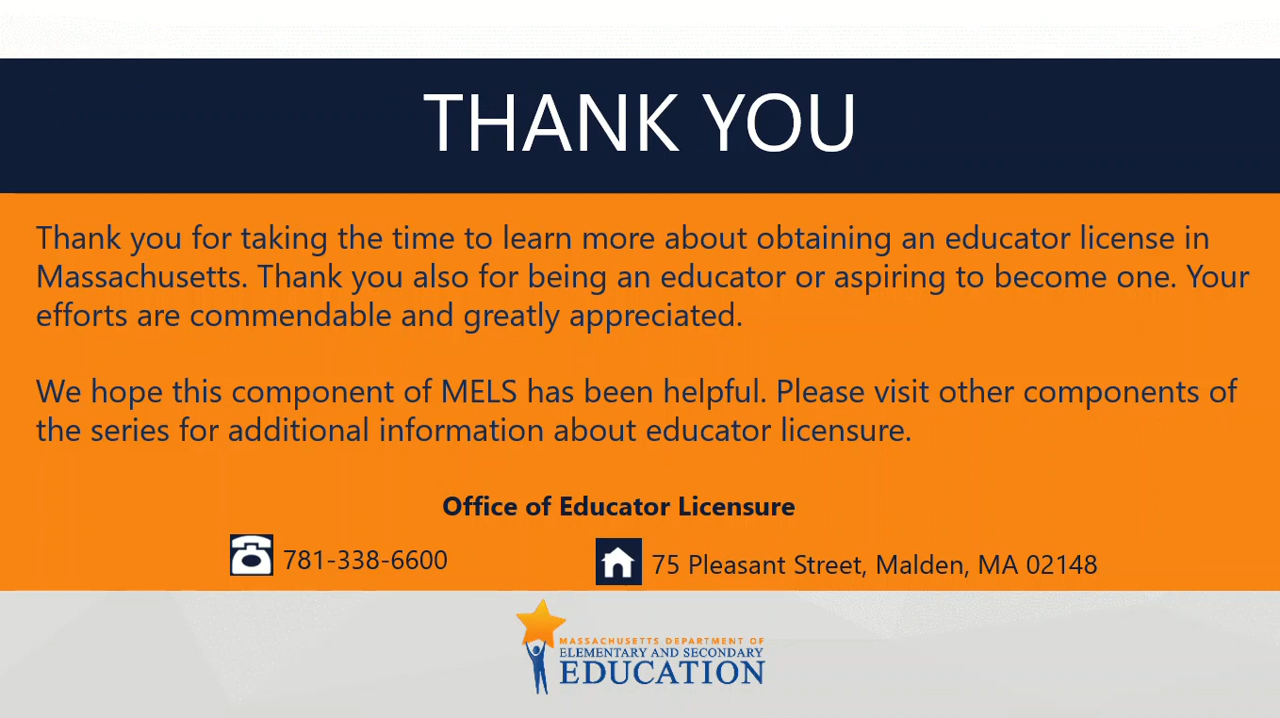 THANK YOU
Thank you for taking the time to learn more about obtaining an educator license in
Massachusetts. Thank you also for being an educator or aspiring to become one. Your
efforts are commendable and greatly appreciated.
We hope this component of MELS has been helpful. Please visit other components of
the series for additional information about educator licensure.
Office of Educator Licensure
781-338-6600
75 Pleasant Street, Malden, MA 02148
MASSACHUSETTS DEPARTMENT OF
ELEMENTARY AND SECONDARY
EDUCATION